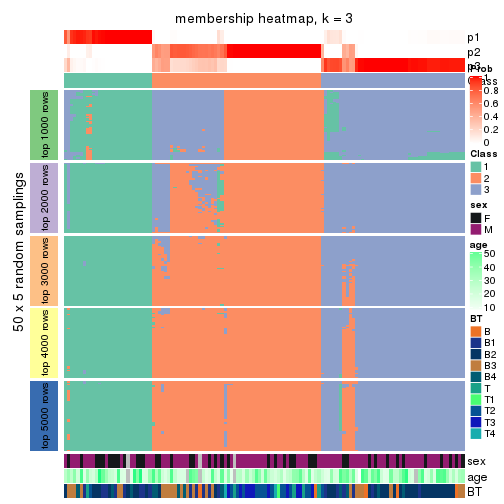 membership heatmap, k = 3
p1
p2
p3
Class
50 x 5 random samplings
top 1000 rows
top 2000 rows
top 3000 rows
top 4000 rows
top 5000 rows
sex
age
BT
Prob
1
0.8
0.6
0.4
0.2
0
Class
1
2
3
sex
F
M
age
50
40
30
20
10
BT
B
B1
B2
B3
B4
T
T1
T2
T3
T4